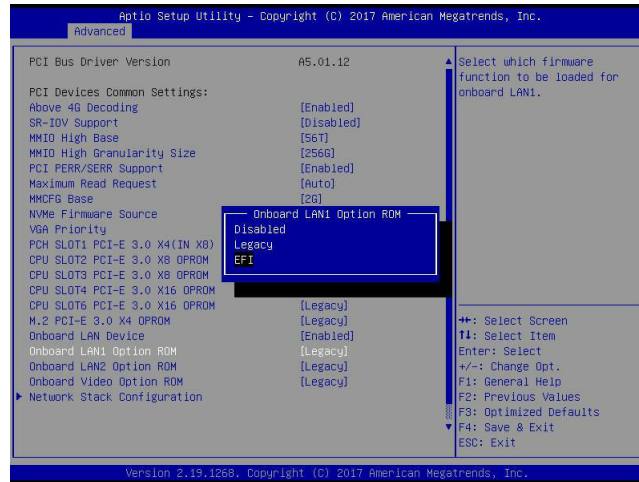 Aptio Setup Utility – Copyright (C) 2017 American Megatrends, Inc.
Advanced
PCI Bus Driver Version A5.01.12
PCI Devices Common Settings:
Above 4G Decoding [Enabled]
SR-IOV Support [Disabled]
MMIO High Base [56T]
MMIO High Granularity Size [256G]
PCI PERR/SERR Support [Enabled]
Maximum Read Request [Auto]
MMCFG Base [2G]
NVMe Firmware Source
VGA Priority
PCH SLOT1 PCI-E 3.0 X4(IN X8)
CPU SLOT2 PCI-E 3.0 X8 OPROM
CPU SLOT3 PCI-E 3.0 X8 OPROM
CPU SLOT4 PCI-E 3.0 X16 OPROM
CPU SLOT6 PCI-E 3.0 X16 OPROM [Legacy]
M.2 PCI-E 3.0 X4 OPROM [Legacy]
Onboard LAN Device [Enabled]
Onboard LAN1 Option ROM [Legacy]
Onboard LAN2 Option ROM [Legacy]
Onboard Video Option ROM [Legacy]
Network Stack Configuration
Onboard LAN1 Option ROM
Disabled
Legacy
EFI
Select which firmware
function to be loaded for
onboard LAN1.
: Select Screen
↑↓: Select Item
Enter: Select
+/-: Change Opt.
F1: General Help
F2: Previous Values
F3: Optimized Defaults
F4: Save & Exit
ESC: Exit
Version 2.19.1268. Copyright (C) 2017 American Megatrends, Inc.